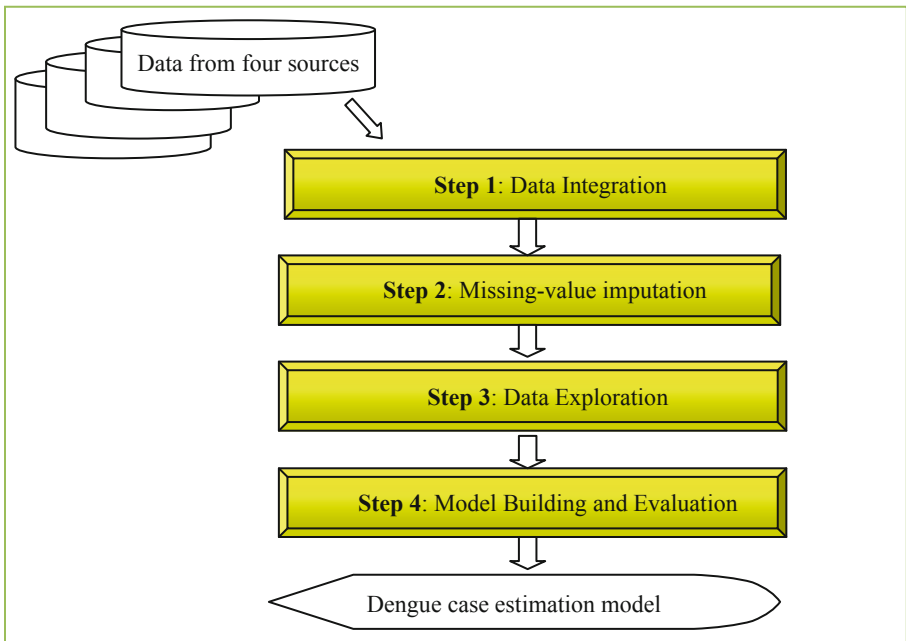 Data from four sources
Step 1: Data Integration
Step 2: Missing-value imputation
Step 3: Data Exploration
Step 4: Model Building and Evaluation
Dengue case estimation model